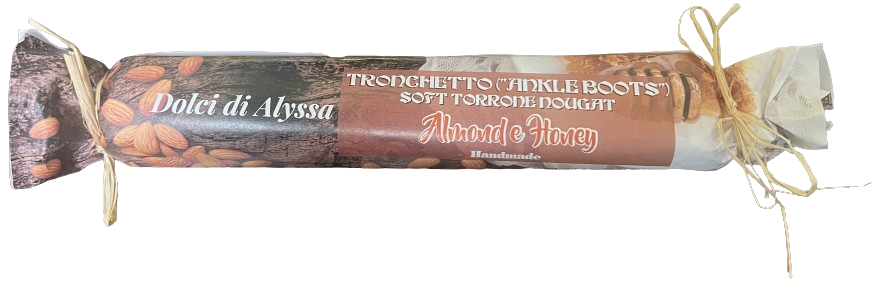 Dolci di Alyssa
TRONCHETTO ("ANKLE BOOTS")
SOFT TORRONE NOUGAT
Almond e Honey
Handmade